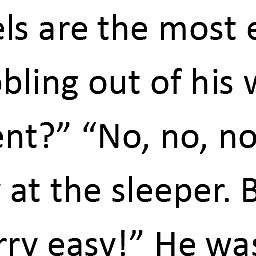 els are the most e
bling out of his v
ent?” “No, no, no
at the sleeper. B
rry easy!” He was